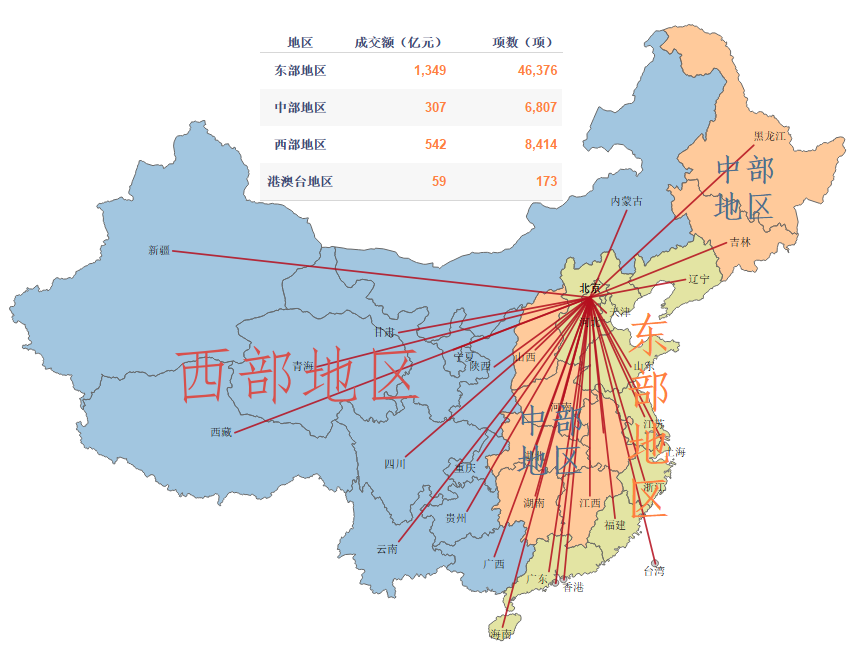 地区 成交额（亿元） 项数（项）
东部地区 1,349 46,376
中部地区 307 6,807
西部地区 542 8,414
港澳台地区 59 173
黑龙江
中部
地区
内蒙古
吉林
新疆
辽宁
北京
天津
河北
东部地区
甘肃
宁夏
山西
青海
陕西
山东
西部地区
河南
中部
地区
江苏
西藏
上海
四川
重庆
浙江
湖南
江西
贵州
福建
云南
广西
台湾
广东
香港
海南